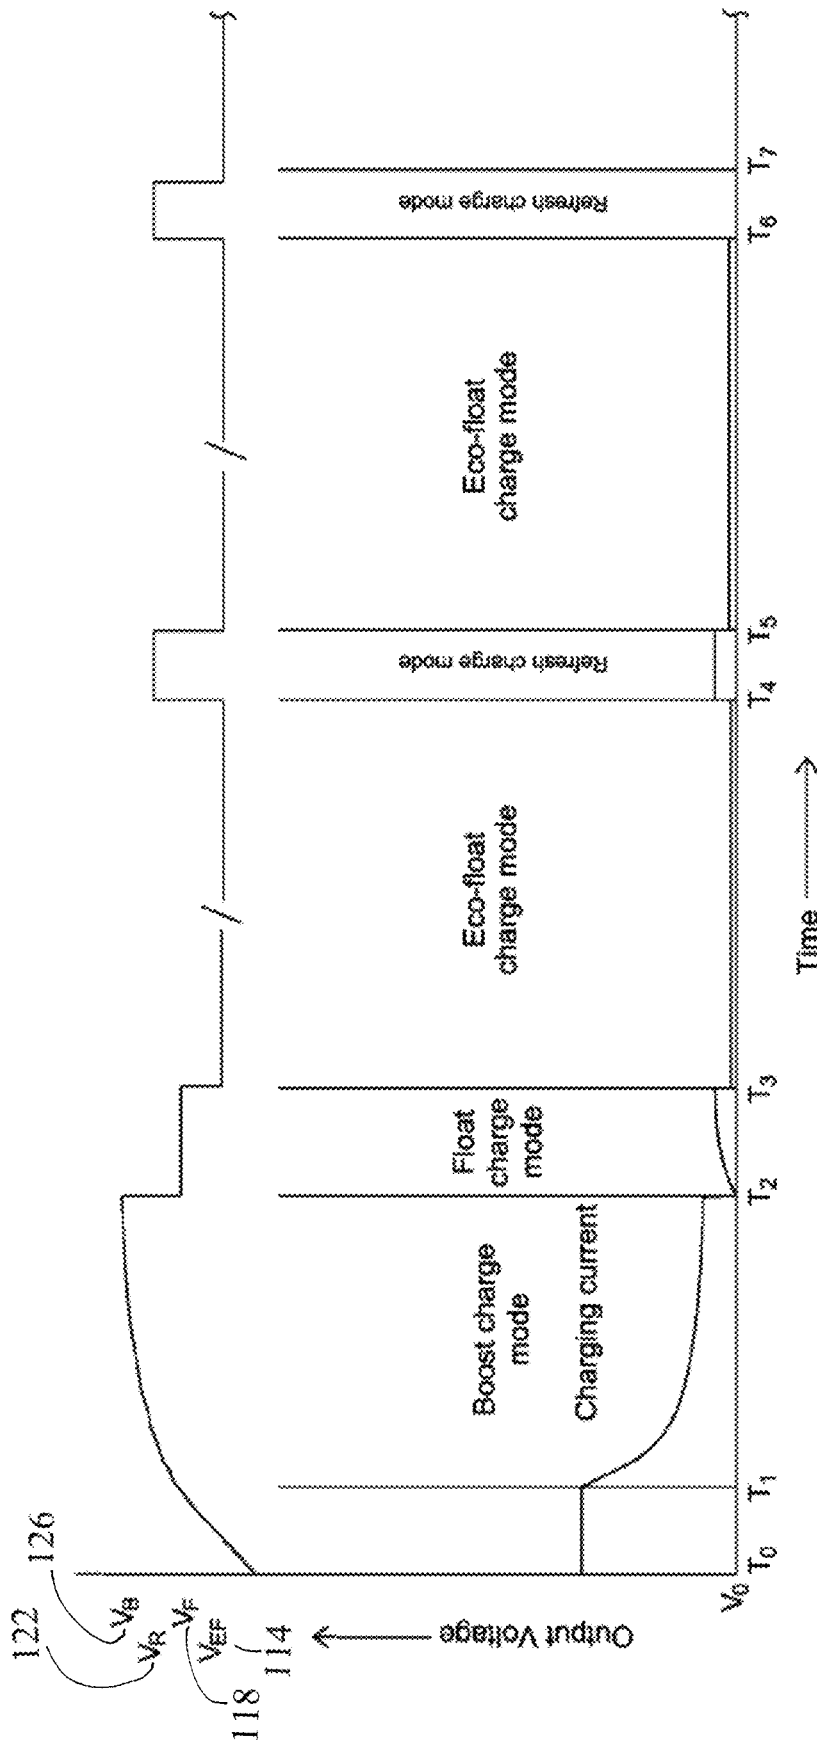 122
126
V_B
V_R
V_F
V_EF
118
114
Output Voltage
V_0
Boost charge
mode
Charging current
Float
charge
mode
Eco-float
charge mode
Refresh charge mode
Eco-float
charge mode
Refresh charge mode
T_0
T_1
T_2
T_3
T_4
T_5
T_6
T_7
Time